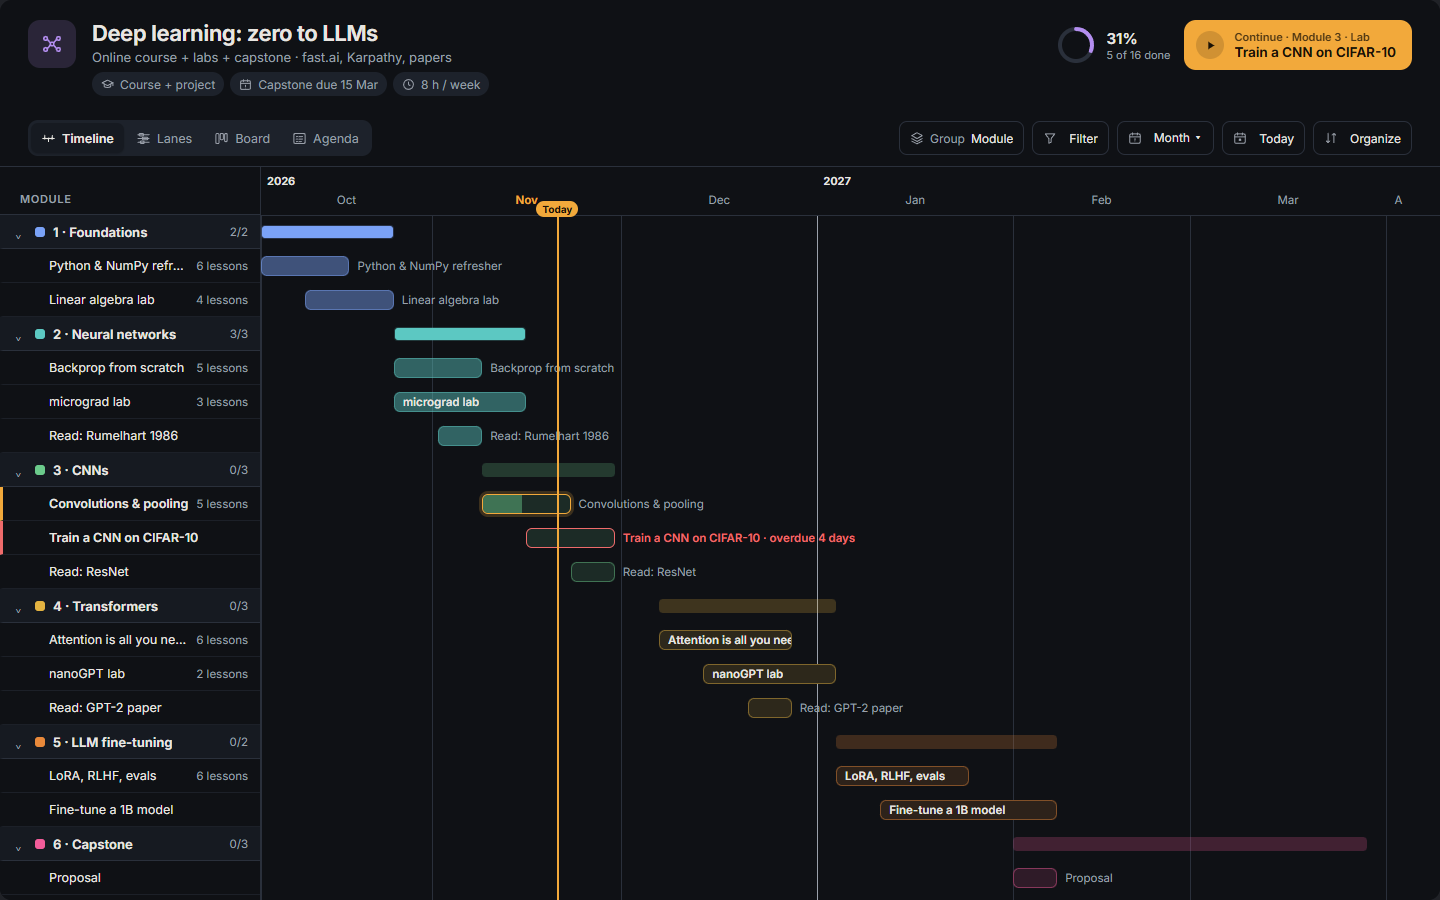 Deep learning: zero to LLMs
Online course + labs + capstone · fast.ai, Karpathy, papers
Course + project
Capstone due 15 Mar
8 h / week
31%
5 of 16 done
Continue · Module 3 · Lab
Train a CNN on CIFAR-10
Timeline
Lanes
Board
Agenda
Group Module
Filter
Month
Today
Organize
MODULE
2026
2027
Oct
Nov
Dec
Jan
Feb
Mar
A
Today
1 · Foundations 2/2
Python & NumPy refr... 6 lessons
Python & NumPy refresher
Linear algebra lab 4 lessons
Linear algebra lab
2 · Neural networks 3/3
Backprop from scratch 5 lessons
Backprop from scratch
micrograd lab 3 lessons
micrograd lab
Read: Rumelhart 1986
Read: Rumelhart 1986
3 · CNNs 0/3
Convolutions & pooling 5 lessons
Convolutions & pooling
Train a CNN on CIFAR-10
Train a CNN on CIFAR-10 · overdue 4 days
Read: ResNet
Read: ResNet
4 · Transformers 0/3
Attention is all you ne... 6 lessons
Attention is all you nee
nanoGPT lab 2 lessons
nanoGPT lab
Read: GPT-2 paper
Read: GPT-2 paper
5 · LLM fine-tuning 0/2
LoRA, RLHF, evals 6 lessons
LoRA, RLHF, evals
Fine-tune a 1B model
Fine-tune a 1B model
6 · Capstone 0/3
Proposal
Proposal